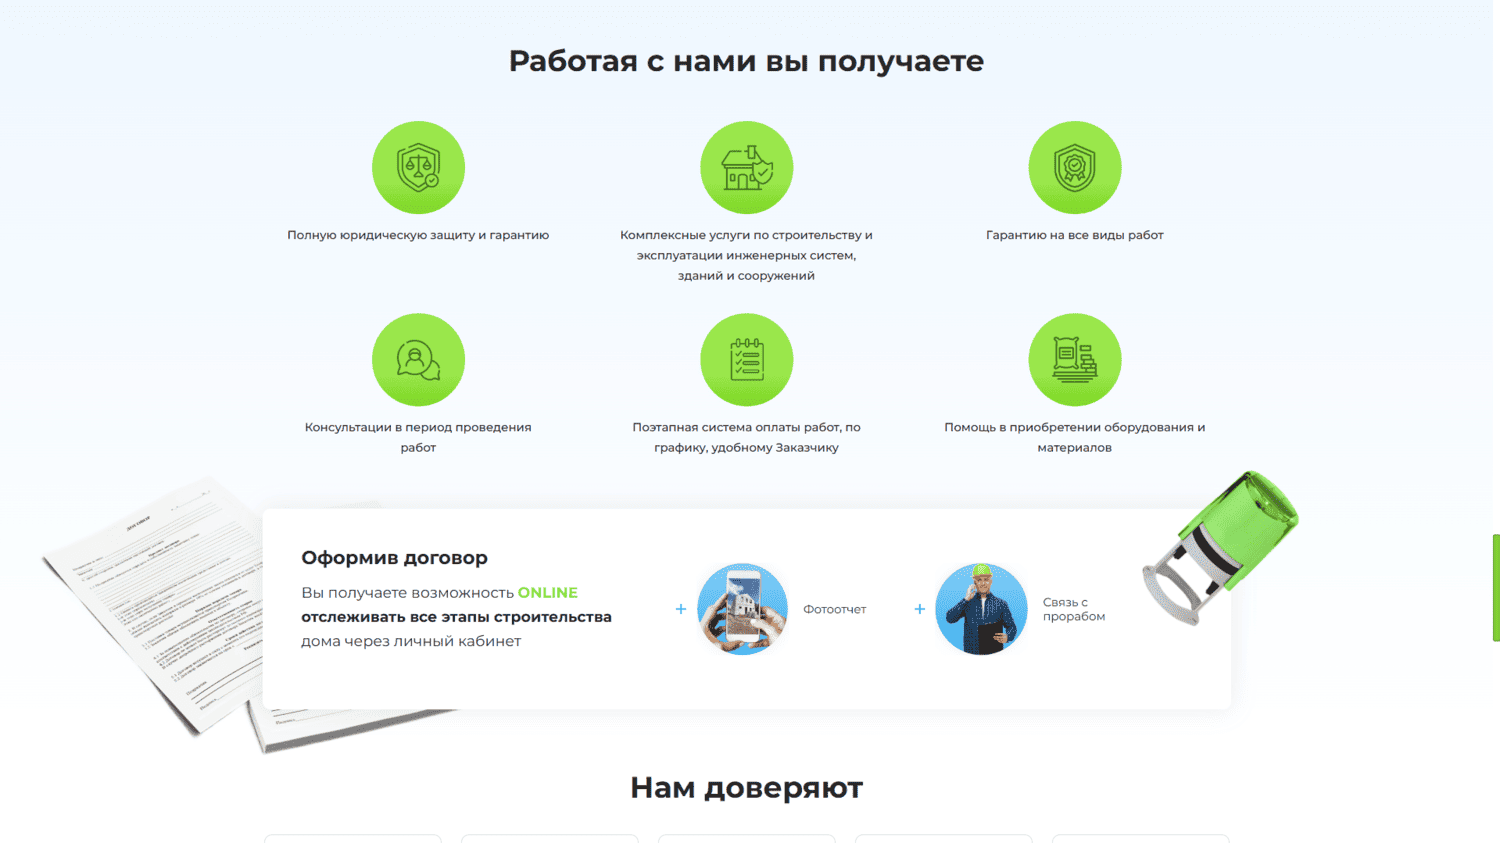 Работая с нами вы получаете
Полную юридическую защиту и гарантию
Комплексные услуги по строительству и
эксплуатации инженерных систем,
зданий и сооружений
Гарантию на все виды работ
Консультации в период проведения
работ
Поэтапная система оплаты работ, по
графику, удобному Заказчику
Помощь в приобретении оборудования и
материалов
Оформив договор
Вы получаете возможность ONLINE
отслеживать все этапы строительства
дома через личный кабинет
+
Фотоотчет
+
Связь с
прорабом
Нам доверяют